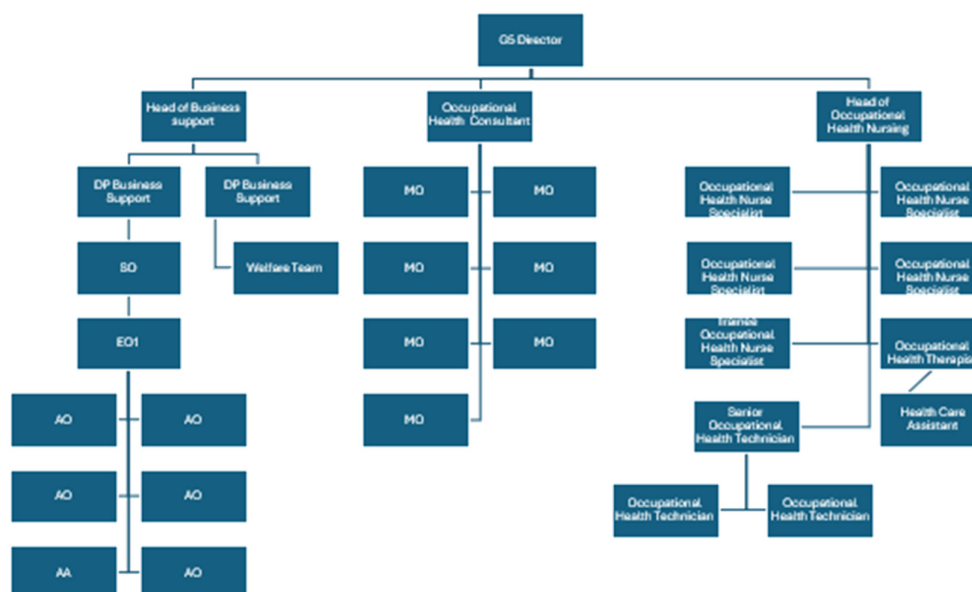 G5 Director
Head of Business
support
Occupational
Health Consultant
Head of
Occupational
Health Nursing
DP Business
Support
DP Business
Support
MO
MO
Occupational
Health Nurse
Specialist
Occupational
Health Nurse
Specialist
SO
Welfare Team
MO
MO
Occupational
Health Nurse
Specialist
Occupational
Health Nurse
Specialist
EO1
MO
MO
Trainee
Occupational
Health Nurse
Specialist
Occupational
Health Therapis
AO
AO
MO
Senior
Occupational
Health Technician
Health Care
Assistant
AO
AO
Occupational
Health Technician
Occupational
Health Technician
AA
AO